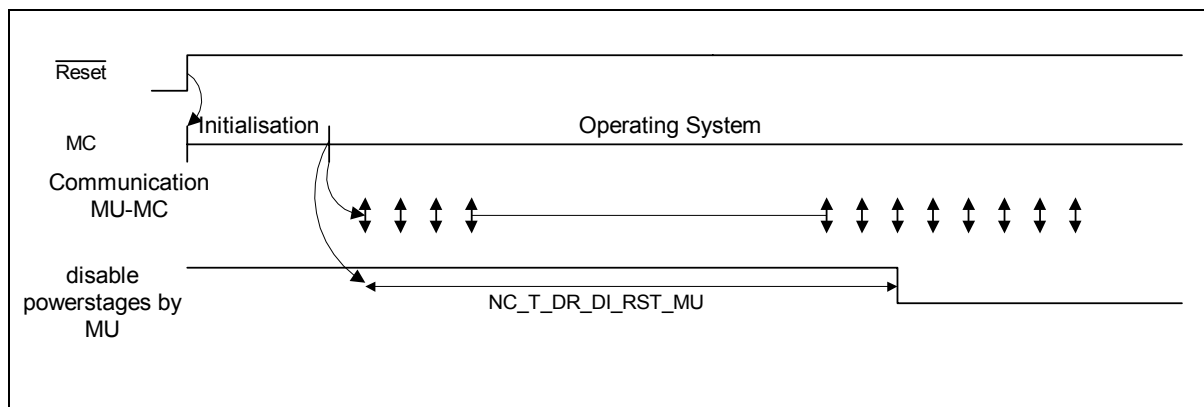 Reset
Initialisation
Operating System
MC
Communication
MU-MC
disable
powerstages by
MU
NC_T_DR_DI_RST_MU